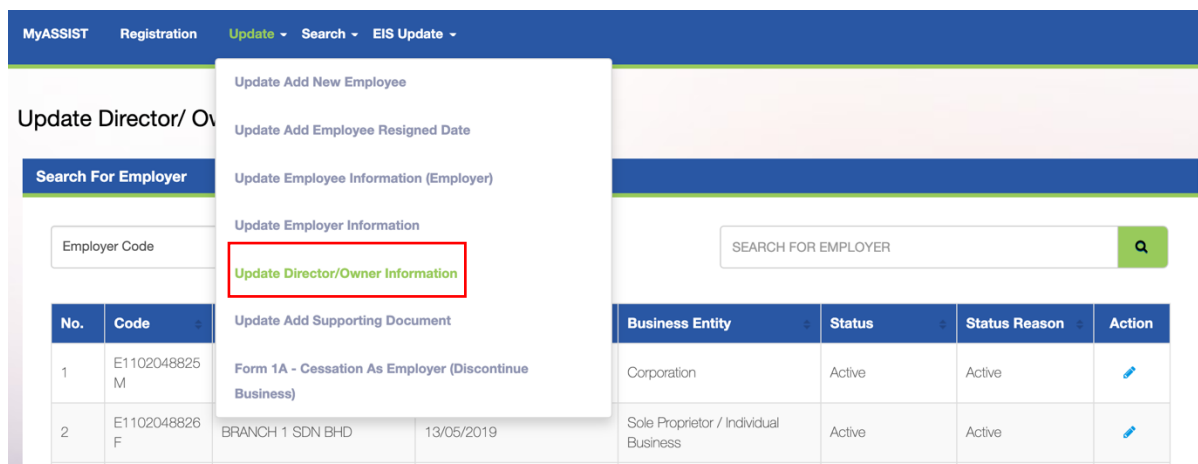 MyASSIST Registration Update Search EIS Update
Update Add New Employee
Update Director/ Ow
Update Add Employee Resigned Date
Search For Employer
Update Employee Information (Employer)
Update Employer Information
Employer Code
SEARCH FOR EMPLOYER
Update Director/Owner Information
Update Add Supporting Document
No. Code Business Entity Status Status Reason Action
Form 1A - Cessation As Employer (Discontinue
Business)
1 E1102048825 Corporation Active Active
M
2 E1102048826 BRANCH 1 SDN BHD 13/05/2019 Sole Proprietor / Individual Active Active
F Business